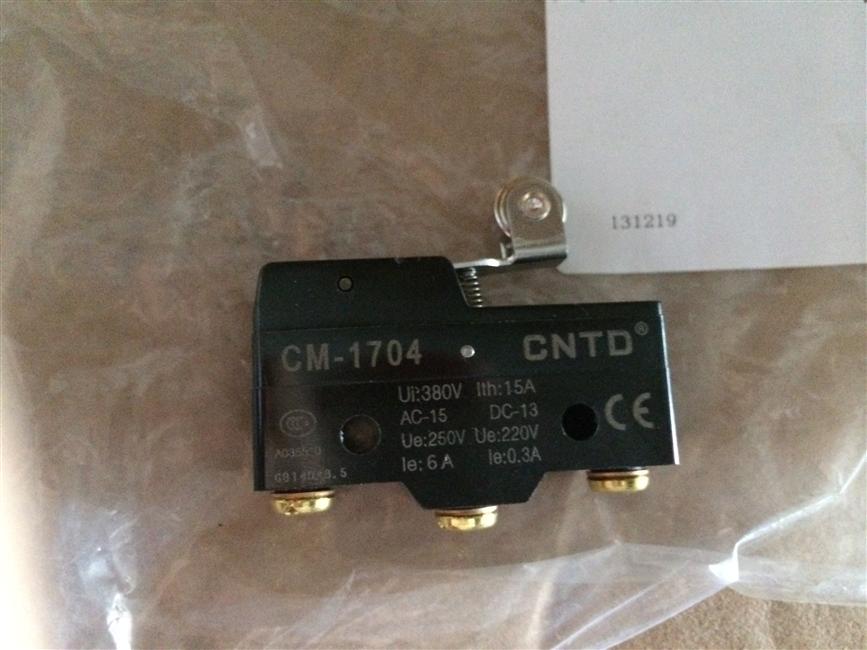 131219
CM-1704 CNTD®
Ui:380V Ith:15A
AC-15 DC-13
Ue:250V Ue:220V
Ie:6A Ie:0.3A
CCC
CE